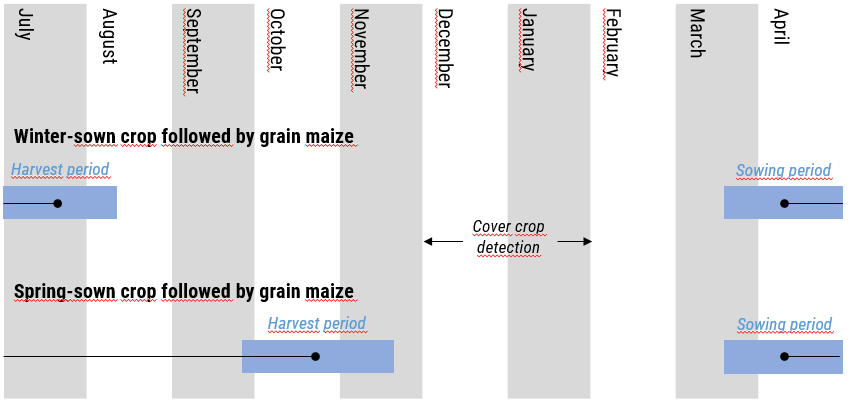 July
August
September
October
November
December
January
February
March
April
Winter-sown crop followed by grain maize
Harvest period
Sowing period
Cover crop
detection
Spring-sown crop followed by grain maize
Harvest period
Sowing period